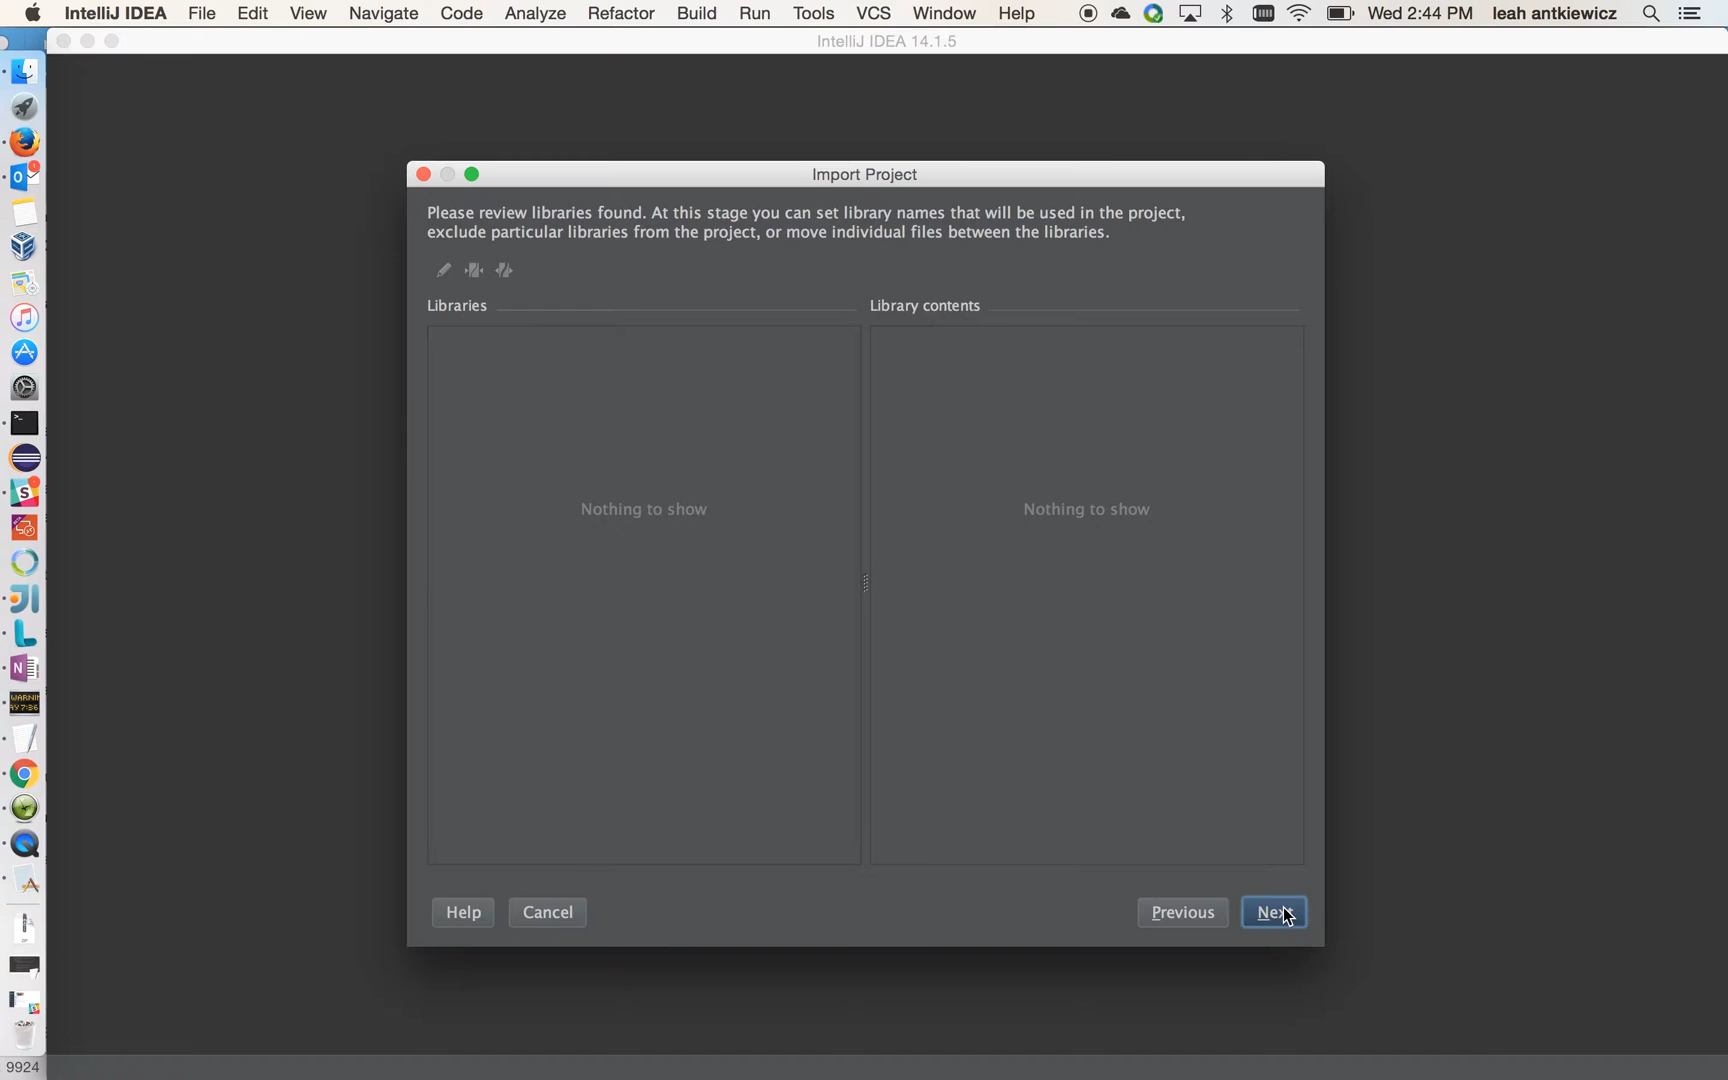 IntelliJ IDEA File Edit View Navigate Code Analyze Refactor Build Run Tools VCS Window Help Wed 2:44 PM leah antkiewicz
IntelliJ IDEA 14.1.5
Import Project
Please review libraries found. At this stage you can set library names that will be used in the project,
exclude particular libraries from the project, or move individual files between the libraries.
Libraries Library contents
Nothing to show Nothing to show
Help Cancel Previous Next
9924